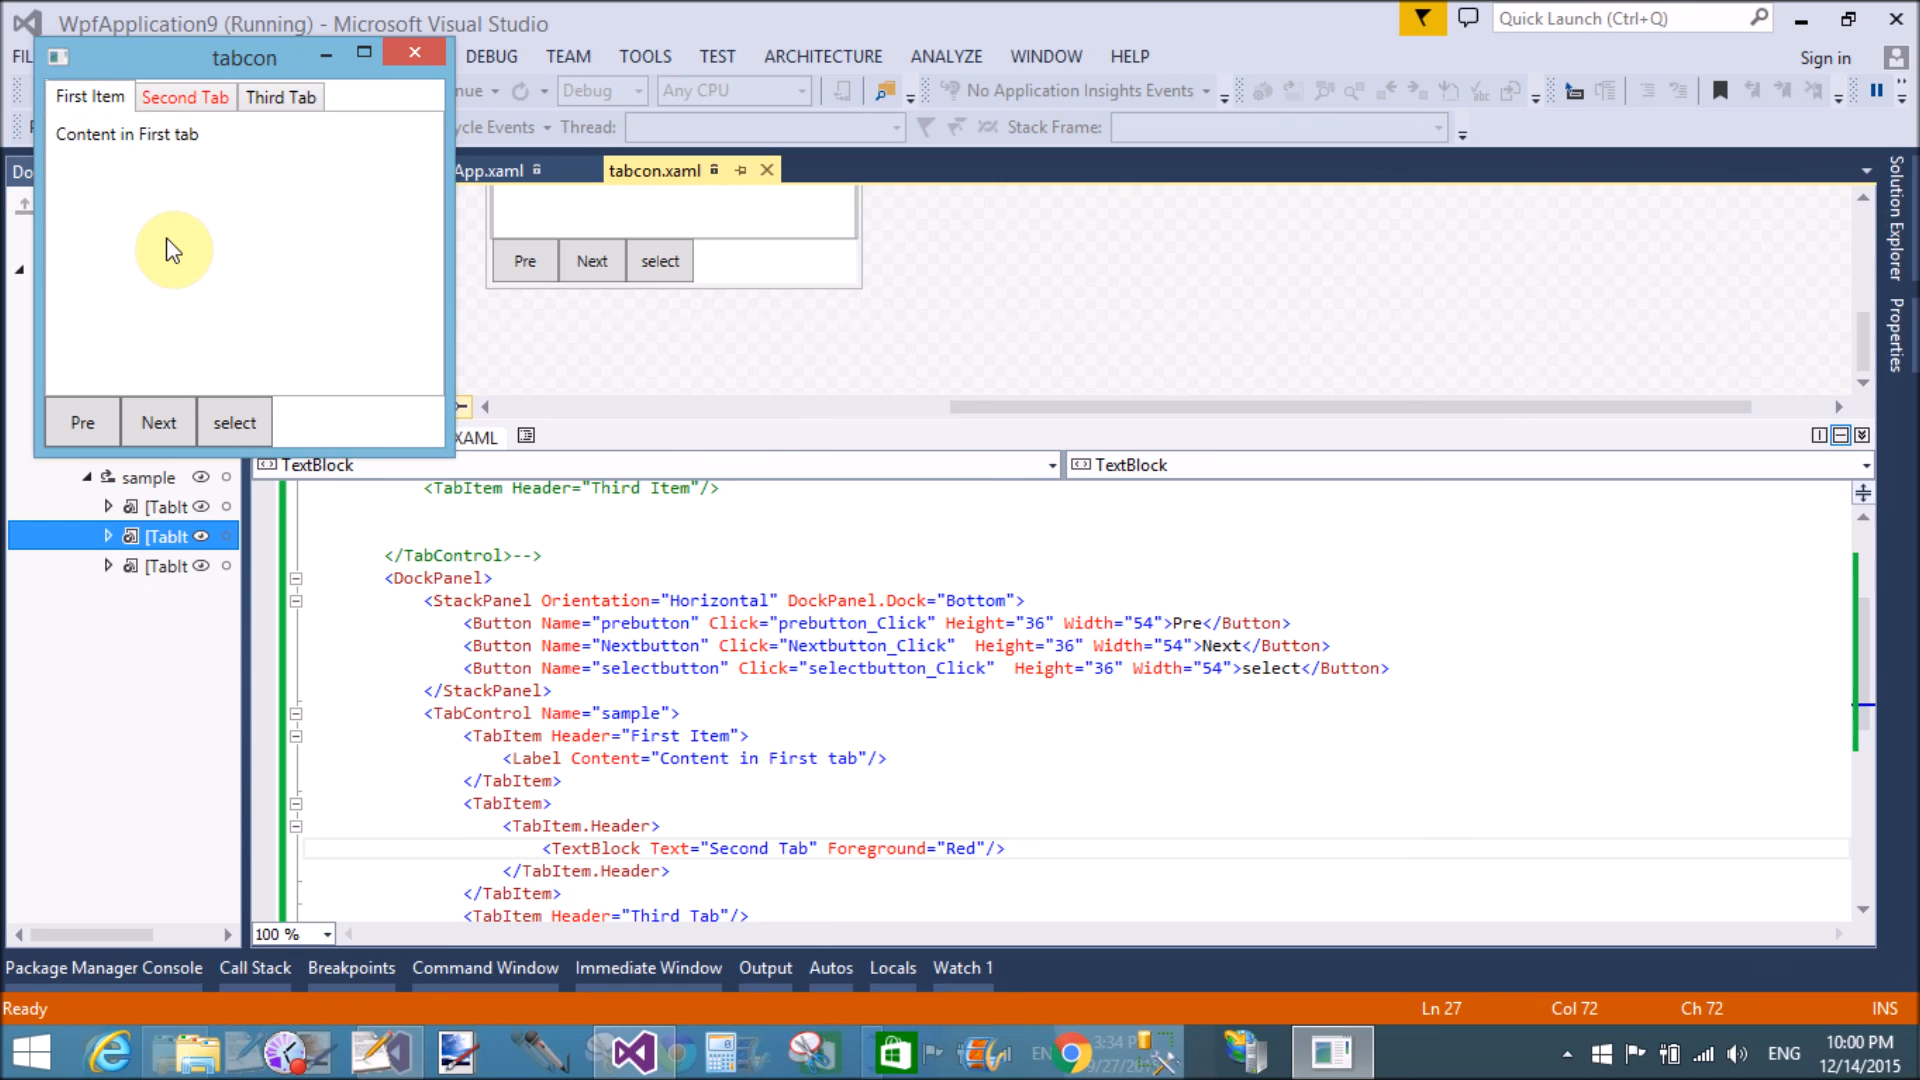 WpfApplication9 (Running) - Microsoft Visual Studio
Quick Launch (Ctrl+Q)
DEBUG TEAM TOOLS TEST ARCHITECTURE ANALYZE WINDOW HELP
Sign in
Debug Any CPU No Application Insights Events
Thread: Stack Frame:
tabcon
First Item Second Tab Third Tab
Content in First tab
Pre Next select
App.xaml tabcon.xaml
Pre Next select
XAML
TextBlock TextBlock
sample
[TabIt
[TabIt
[TabIt
<TabItem Header="Third Item"/>
</TabControl>-->
<DockPanel>
<StackPanel Orientation="Horizontal" DockPanel.Dock="Bottom">
<Button Name="prebutton" Click="prebutton_Click" Height="36" Width="54">Pre</Button>
<Button Name="Nextbutton" Click="Nextbutton_Click" Height="36" Width="54">Next</Button>
<Button Name="selectbutton" Click="selectbutton_Click" Height="36" Width="54">select</Button>
</StackPanel>
<TabControl Name="sample">
<TabItem Header="First Item">
<Label Content="Content in First tab"/>
</TabItem>
<TabItem>
<TabItem.Header>
<TextBlock Text="Second Tab" Foreground="Red"/>
</TabItem.Header>
</TabItem>
<TabItem Header="Third Tab"/>
100 %
Solution Explorer
Properties
Package Manager Console Call Stack Breakpoints Command Window Immediate Window Output Autos Locals Watch 1
Ready Ln 27 Col 72 Ch 72 INS
ENG 10:00 PM
12/14/2015